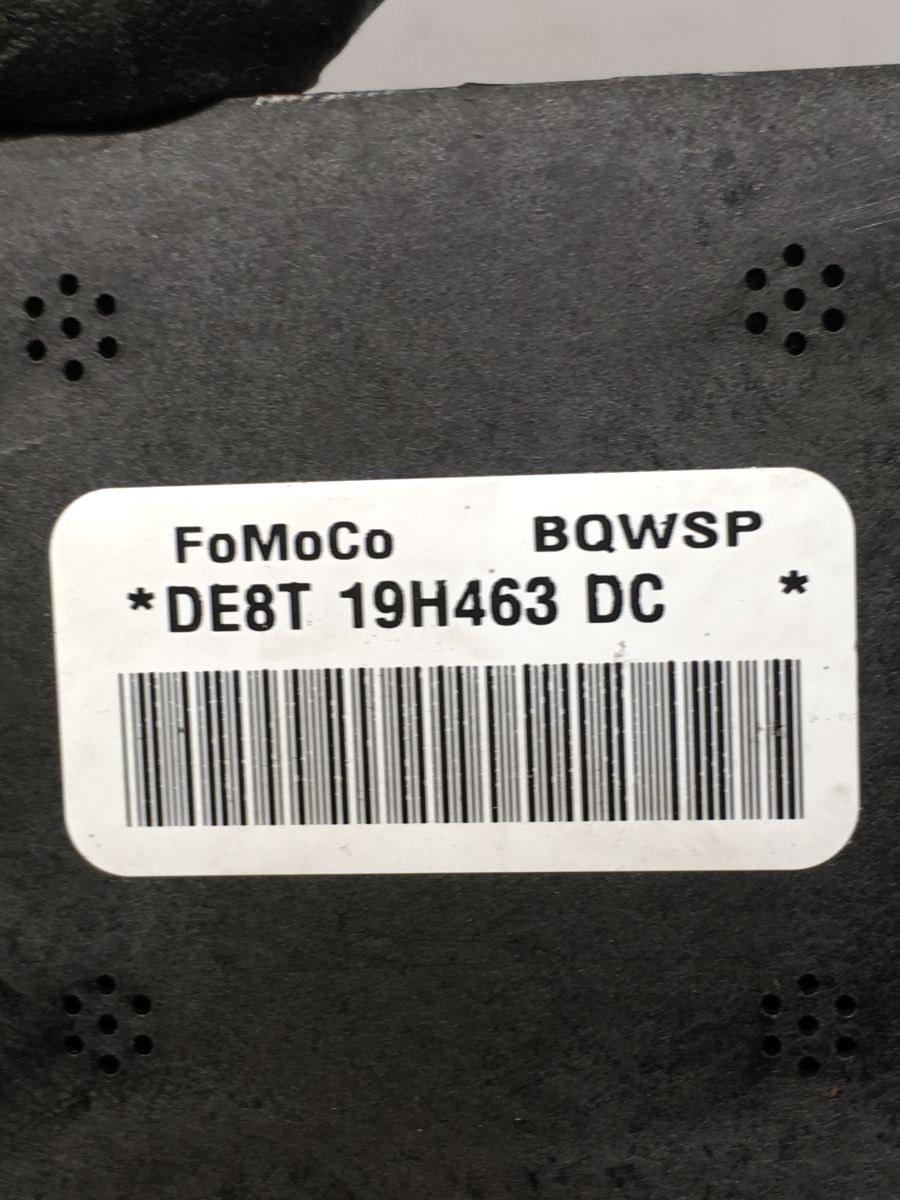 FoMoCo BQWSP
*DE8T 19H463 DC *